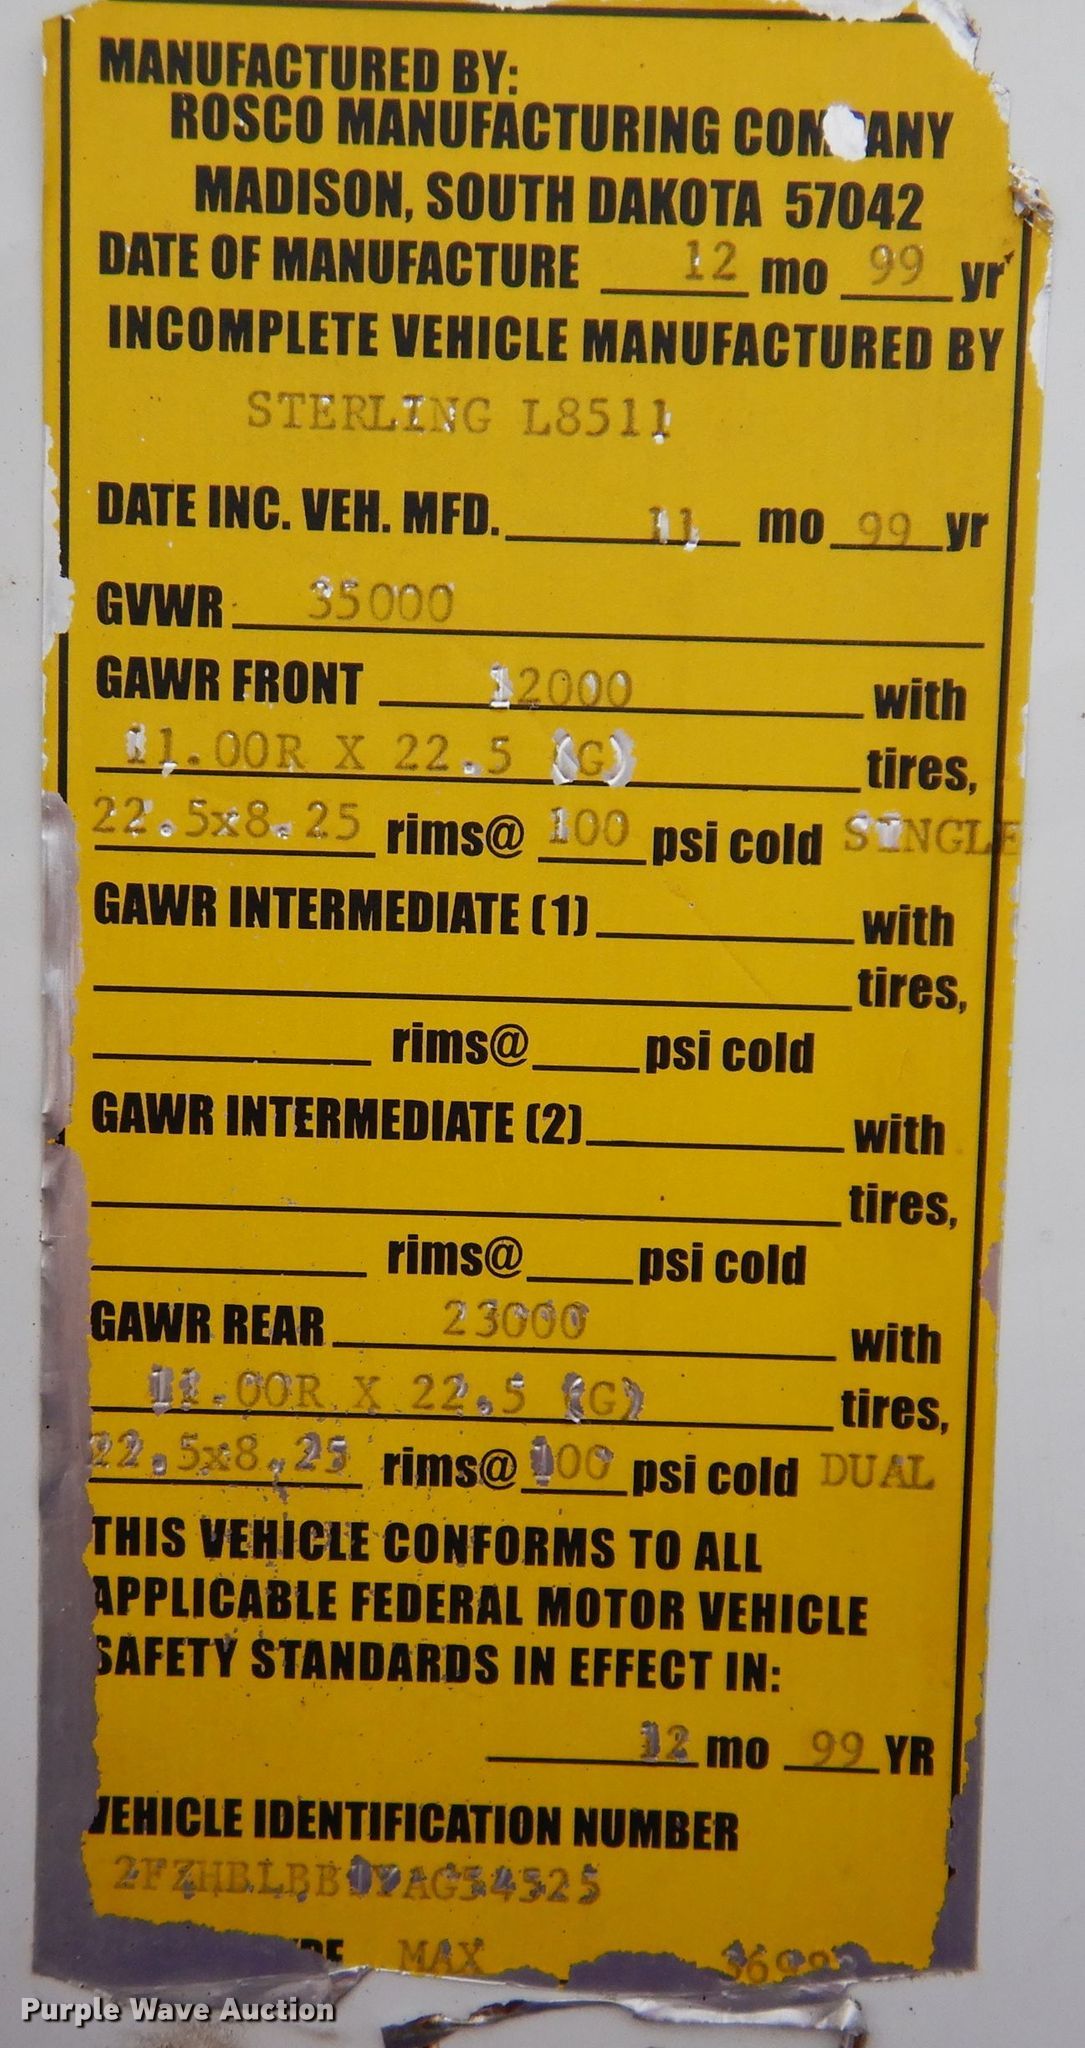 MANUFACTURED BY:
ROSCO MANUFACTURING COMPANY
MADISON, SOUTH DAKOTA 57042
DATE OF MANUFACTURE 12 mo 99 yr
INCOMPLETE VEHICLE MANUFACTURED BY
STERLING L8511
DATE INC. VEH. MFD. 11 mo 99 yr
GVWR 35000
GAWR FRONT 12000 with
11.00R X 22.5 (G) tires,
22.5x8.25 rims@ 100 psi cold SINGLE
GAWR INTERMEDIATE (1) with
tires,
rims@ psi cold
GAWR INTERMEDIATE (2) with
tires,
rims@ psi cold
GAWR REAR 23000 with
11.00R X 22.5 (G) tires,
22.5x8.25 rims@ 100 psi cold DUAL
THIS VEHICLE CONFORMS TO ALL
APPLICABLE FEDERAL MOTOR VEHICLE
SAFETY STANDARDS IN EFFECT IN:
12 mo 99 YR
VEHICLE IDENTIFICATION NUMBER
MAX
Purple Wave Auction